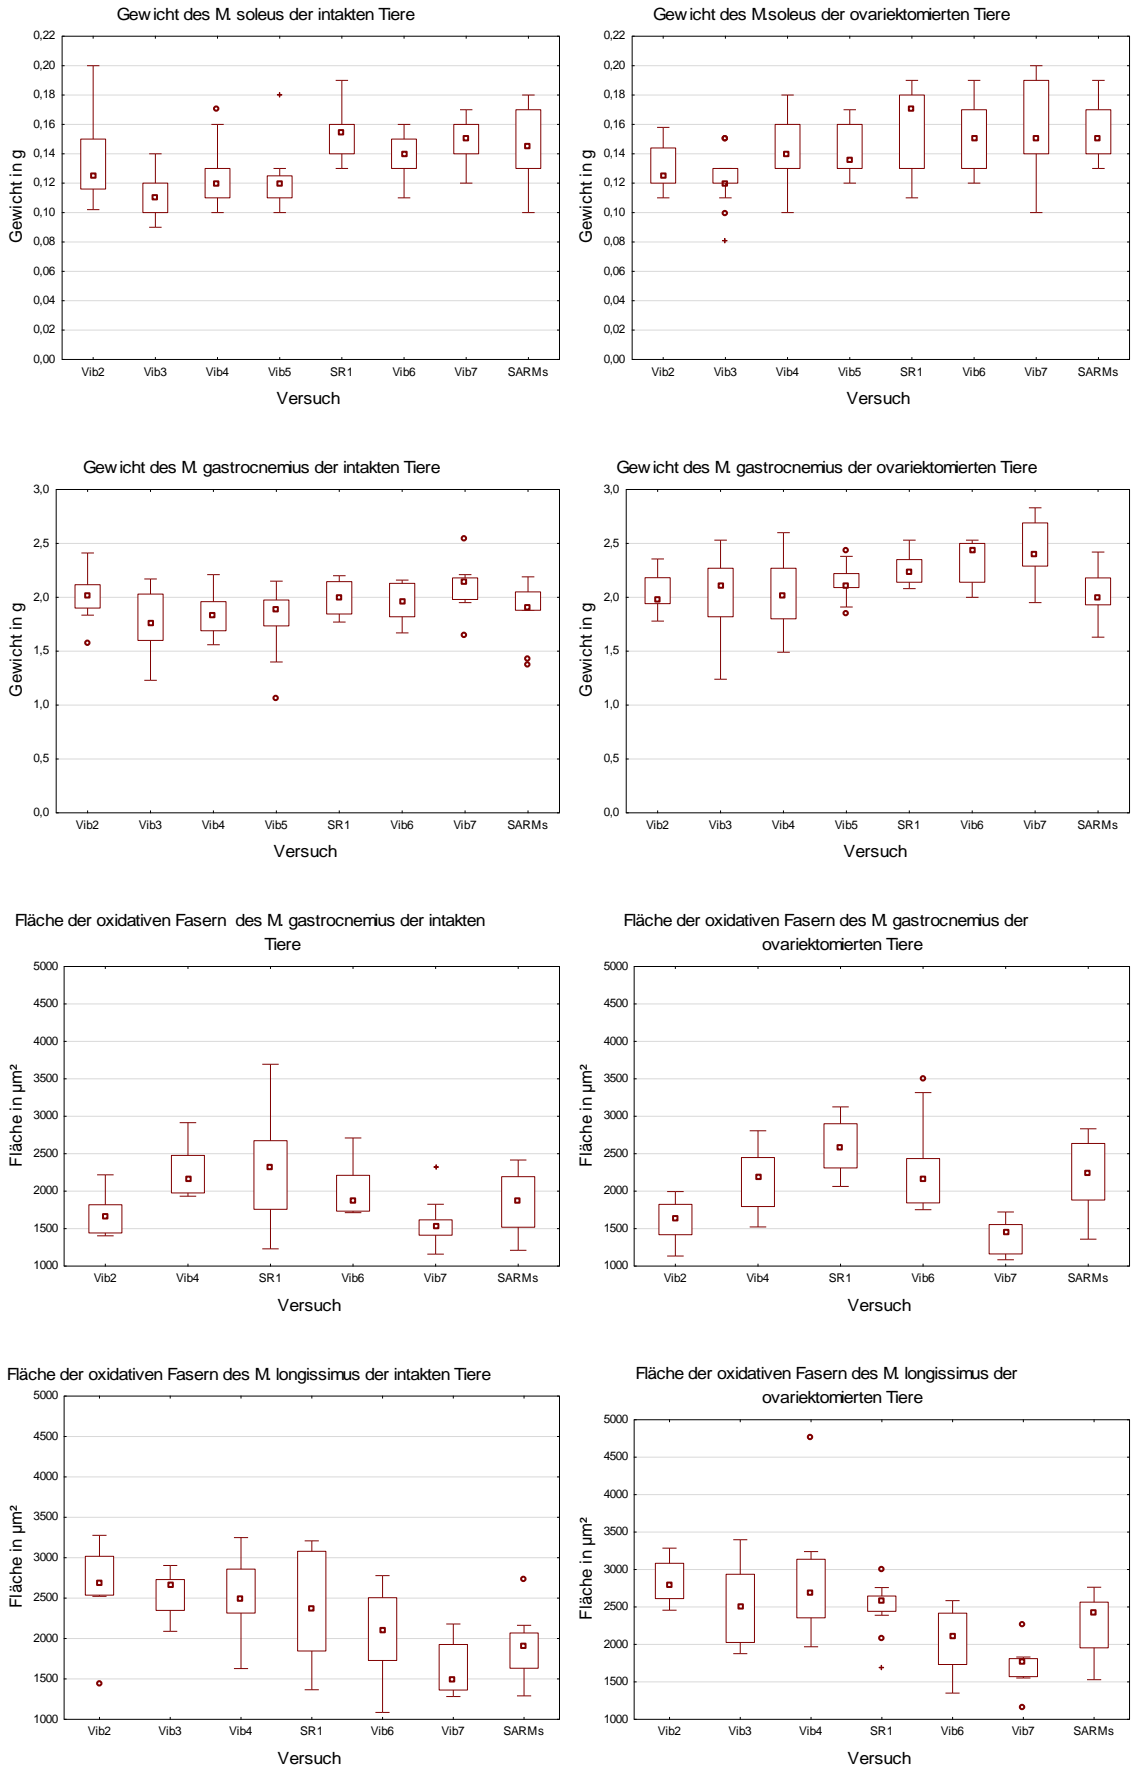 Gewicht des M. soleus der intakten Tiere
0,22
0,20
0,18
0,16
0,14
0,12
0,10
0,08
0,06
0,04
0,02
0,00
Gewicht in g
Vib2 Vib3 Vib4 Vib5 SR1 Vib6 Vib7 SARMs
Versuch
Gewicht des M.soleus der ovariektomierten Tiere
0,22
0,20
0,18
0,16
0,14
0,12
0,10
0,08
0,06
0,04
0,02
0,00
Gewicht in g
Vib2 Vib3 Vib4 Vib5 SR1 Vib6 Vib7 SARMs
Versuch
Gewicht des M. gastrocnemius der intakten Tiere
3,0
2,5
2,0
1,5
1,0
0,5
0,0
Gewicht in g
Vib2 Vib3 Vib4 Vib5 SR1 Vib6 Vib7 SARMs
Versuch
Gewicht des M. gastrocnemius der ovariektomierten Tiere
3,0
2,5
2,0
1,5
1,0
0,5
0,0
Gewicht in g
Vib2 Vib3 Vib4 Vib5 SR1 Vib6 Vib7 SARMs
Versuch
Fläche der oxidativen Fasern des M. gastrocnemius der intakten
Tiere
5000
4500
4000
3500
3000
2500
2000
1500
1000
Fläche in µm²
Vib2 Vib4 SR1 Vib6 Vib7 SARMs
Versuch
Fläche der oxidativen Fasern des M. gastrocnemius der
ovariektomierten Tiere
5000
4500
4000
3500
3000
2500
2000
1500
1000
Fläche in µm²
Vib2 Vib4 SR1 Vib6 Vib7 SARMs
Versuch
Fläche der oxidativen Fasern des M. longissimus der intakten Tiere
5000
4500
4000
3500
3000
2500
2000
1500
1000
Fläche in µm²
Vib2 Vib3 Vib4 SR1 Vib6 Vib7 SARMs
Versuch
Fläche der oxidativen Fasern des M. longissimus der
ovariektomierten Tiere
5000
4500
4000
3500
3000
2500
2000
1500
1000
Fläche in µm²
Vib2 Vib3 Vib4 SR1 Vib6 Vib7 SARMs
Versuch